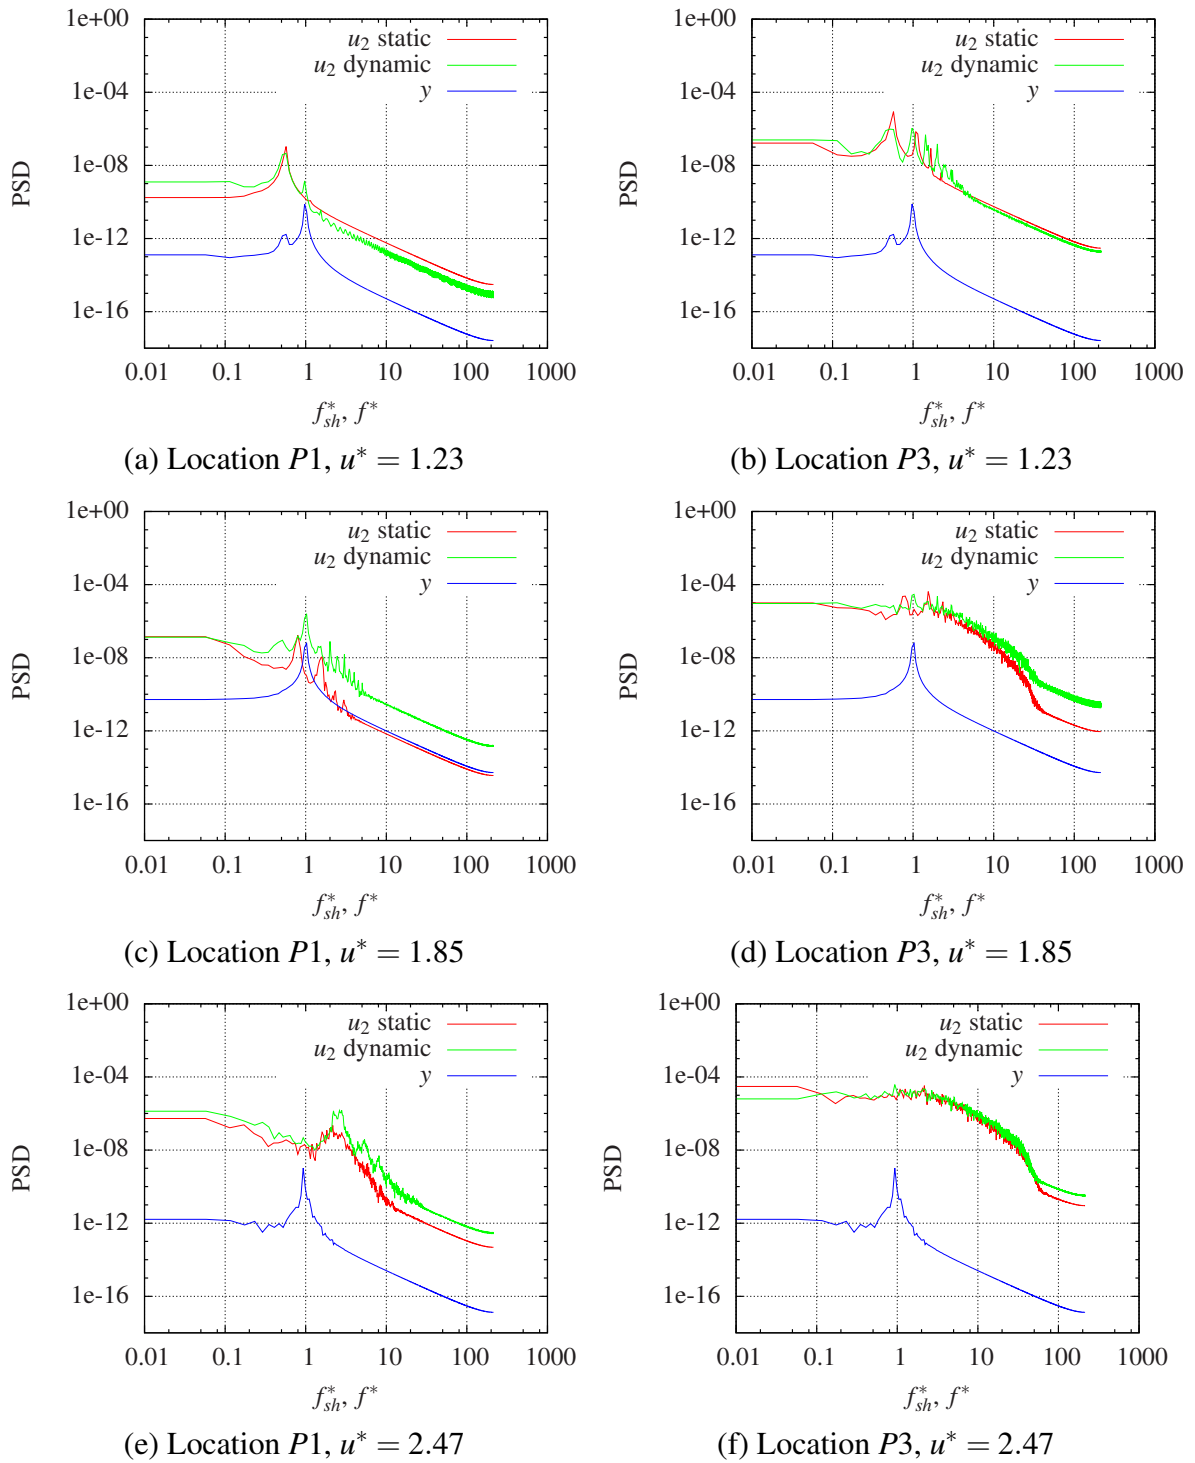 1e+00
1e-04
1e-08
1e-12
1e-16
PSD
u₂ static
u₂ dynamic
y
0.01 0.1 1 10 100 1000
f*sh, f*
(a) Location P1, u* = 1.23
1e+00
1e-04
1e-08
1e-12
1e-16
PSD
u₂ static
u₂ dynamic
y
0.01 0.1 1 10 100 1000
f*sh, f*
(b) Location P3, u* = 1.23
1e+00
1e-04
1e-08
1e-12
1e-16
PSD
u₂ static
u₂ dynamic
y
0.01 0.1 1 10 100 1000
f*sh, f*
(c) Location P1, u* = 1.85
1e+00
1e-04
1e-08
1e-12
1e-16
PSD
u₂ static
u₂ dynamic
y
0.01 0.1 1 10 100 1000
f*sh, f*
(d) Location P3, u* = 1.85
1e+00
1e-04
1e-08
1e-12
1e-16
PSD
u₂ static
u₂ dynamic
y
0.01 0.1 1 10 100 1000
f*sh, f*
(e) Location P1, u* = 2.47
1e+00
1e-04
1e-08
1e-12
1e-16
PSD
u₂ static
u₂ dynamic
y
0.01 0.1 1 10 100 1000
f*sh, f*
(f) Location P3, u* = 2.47